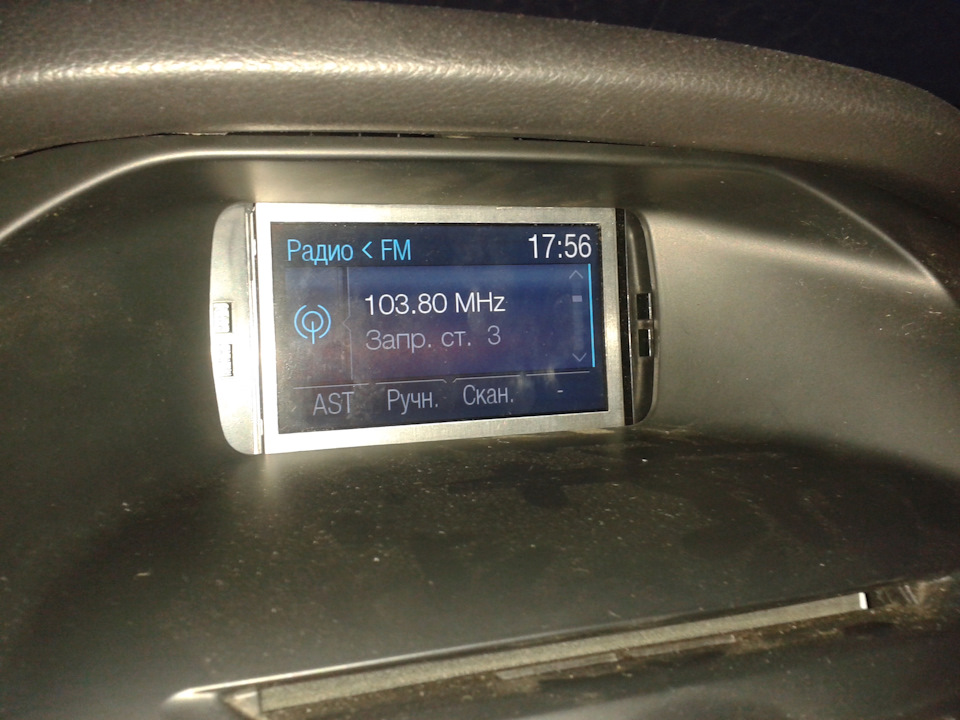 Радио < FM 17:56
103.80 MHz
Запр. ст. 3
AST Ручн. Скан. -